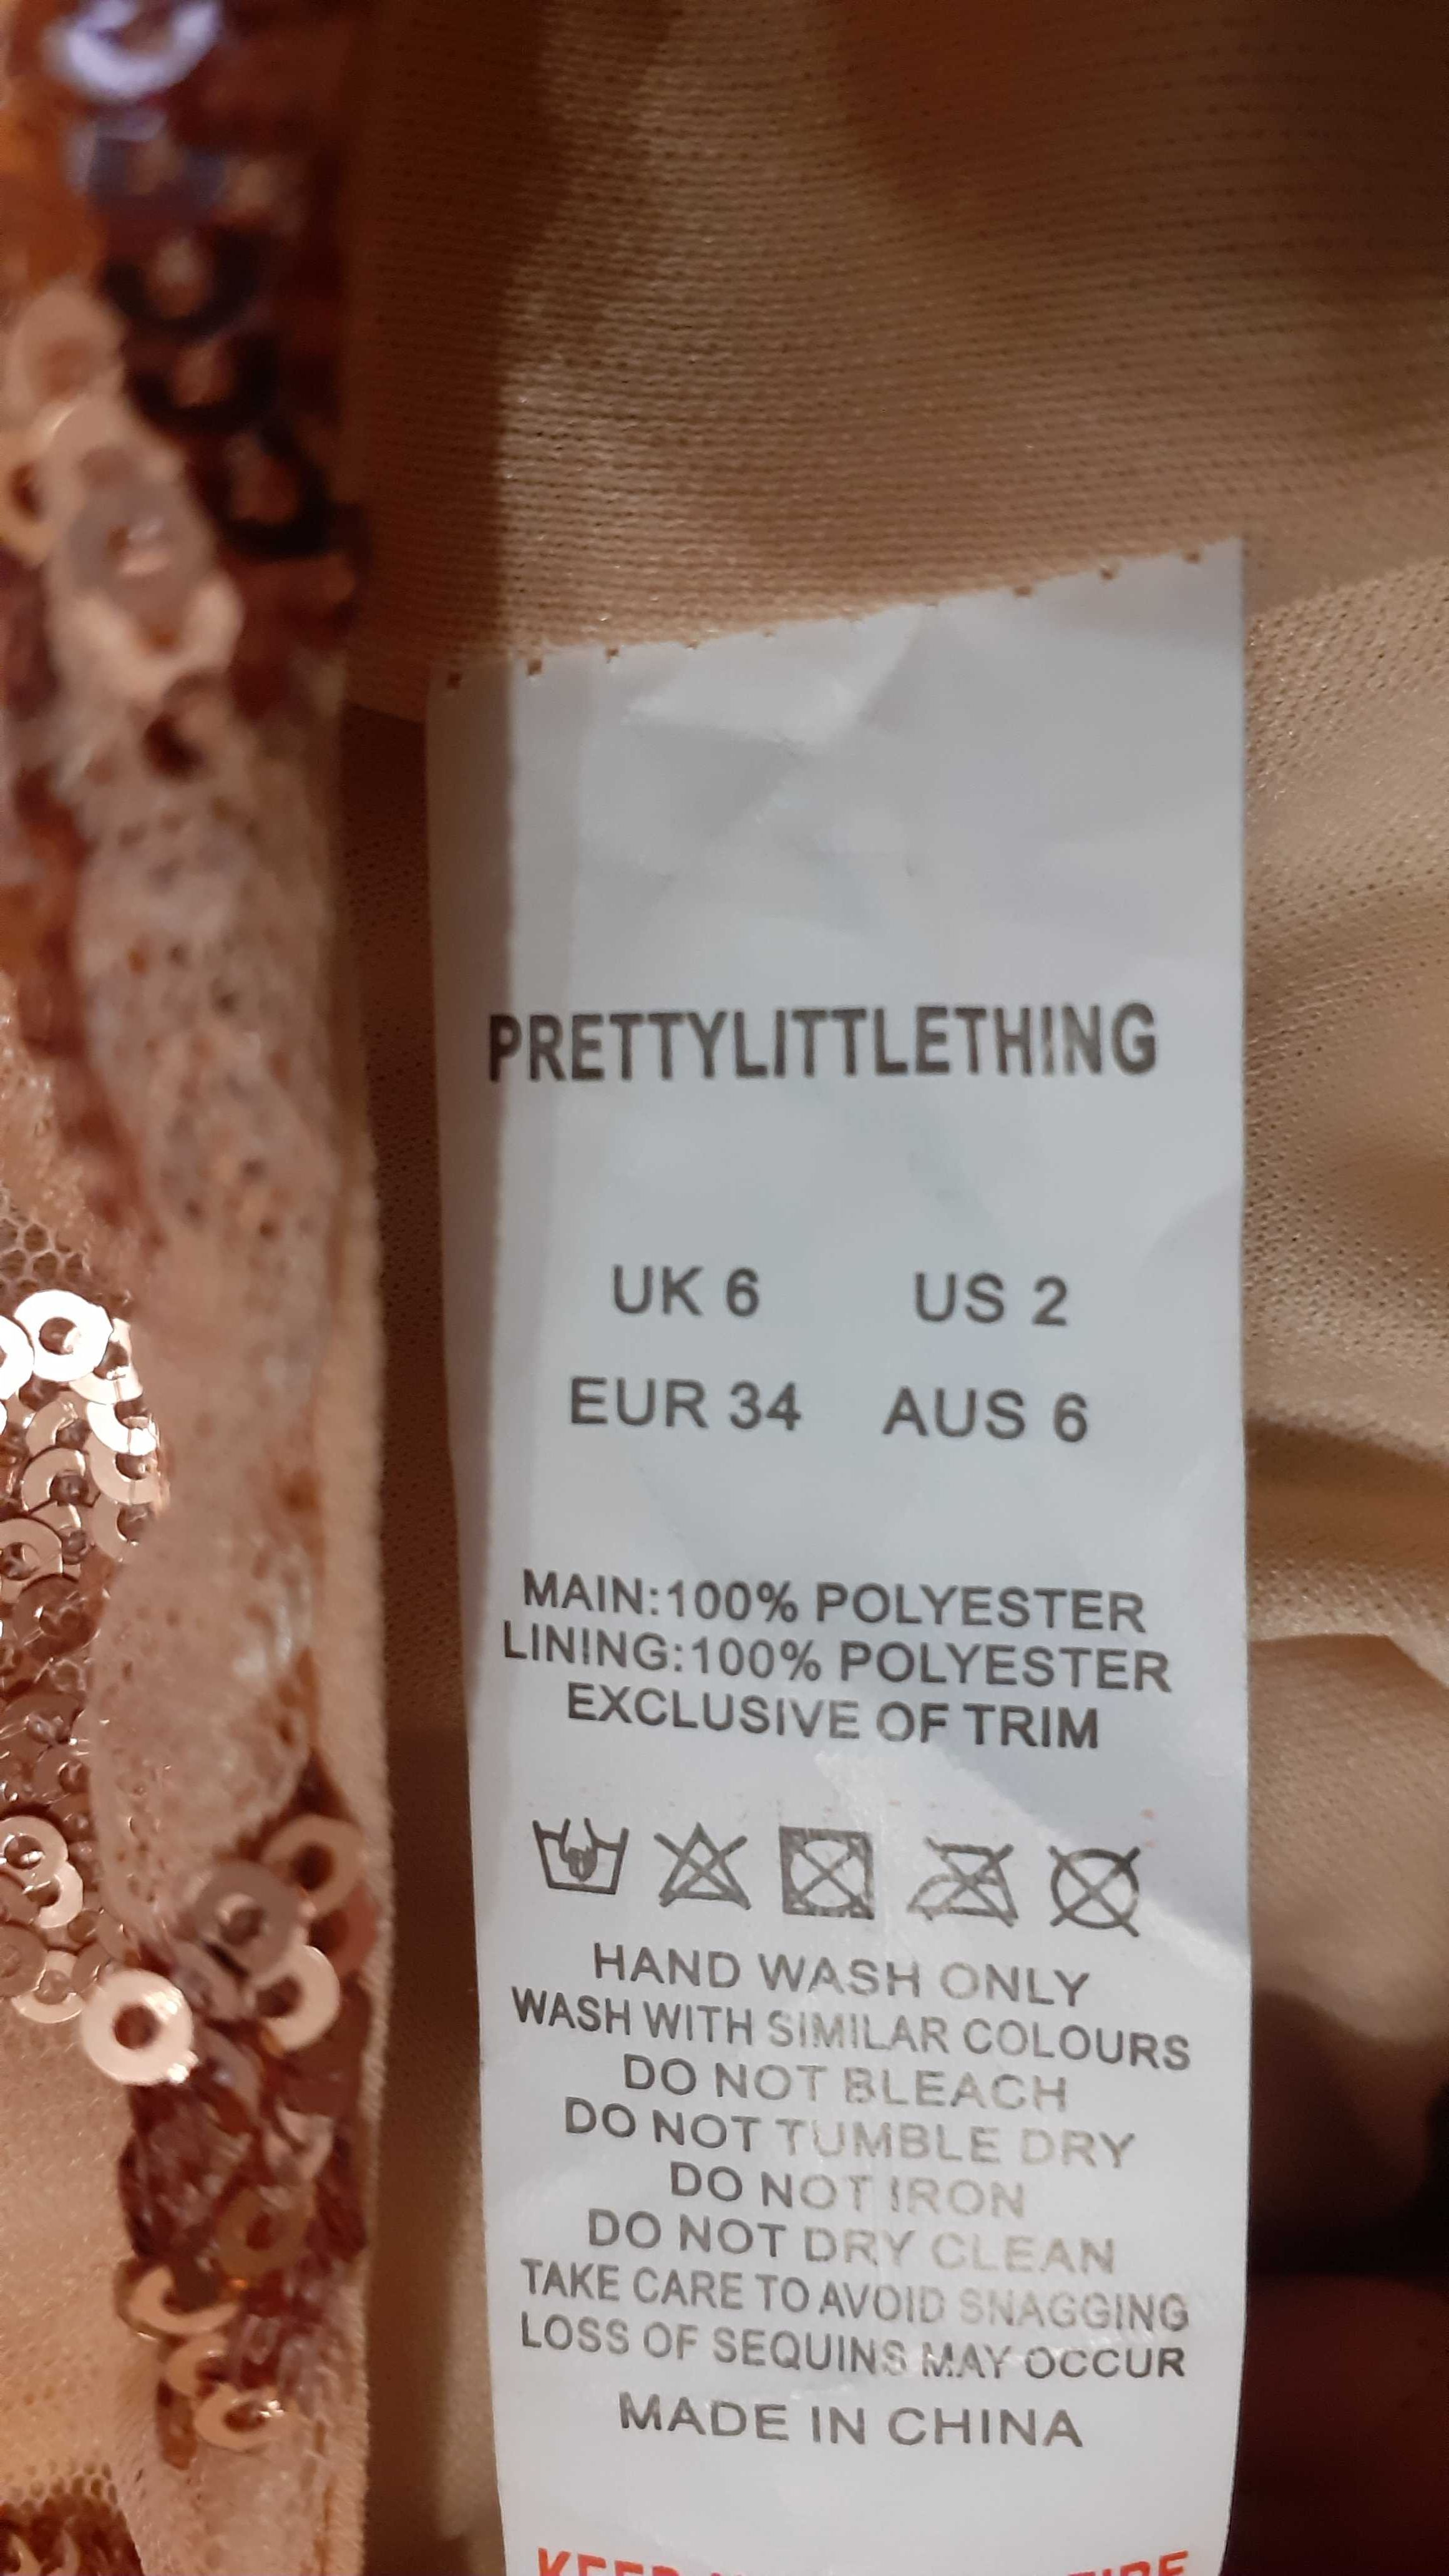 PRETTYLITTLETHING
UK 6 US 2
EUR 34 AUS 6
MAIN:100% POLYESTER
LINING:100% POLYESTER
EXCLUSIVE OF TRIM
HAND WASH ONLY
WASH WITH SIMILAR COLOURS
DO NOT BLEACH
DO NOT TUMBLE DRY
DO NOT IRON
DO NOT DRY CLEAN
TAKE CARE TO AVOID SNAGGING
LOSS OF SEQUINS MAY OCCUR
MADE IN CHINA
KEEP FIRE